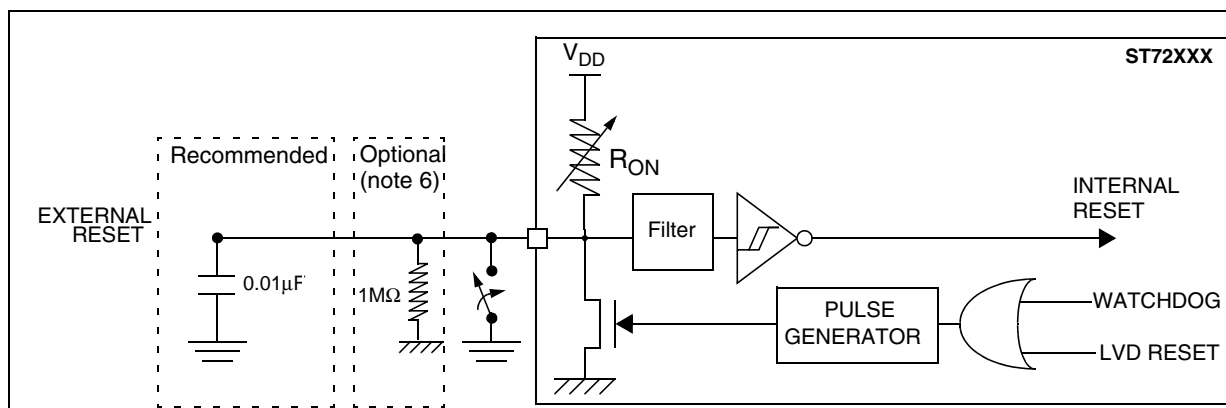 V_DD
ST72XXX
Recommended
Optional
(note 6)
R_ON
EXTERNAL
RESET
Filter
INTERNAL
RESET
0.01µF
1MΩ
PULSE
GENERATOR
WATCHDOG
LVD RESET